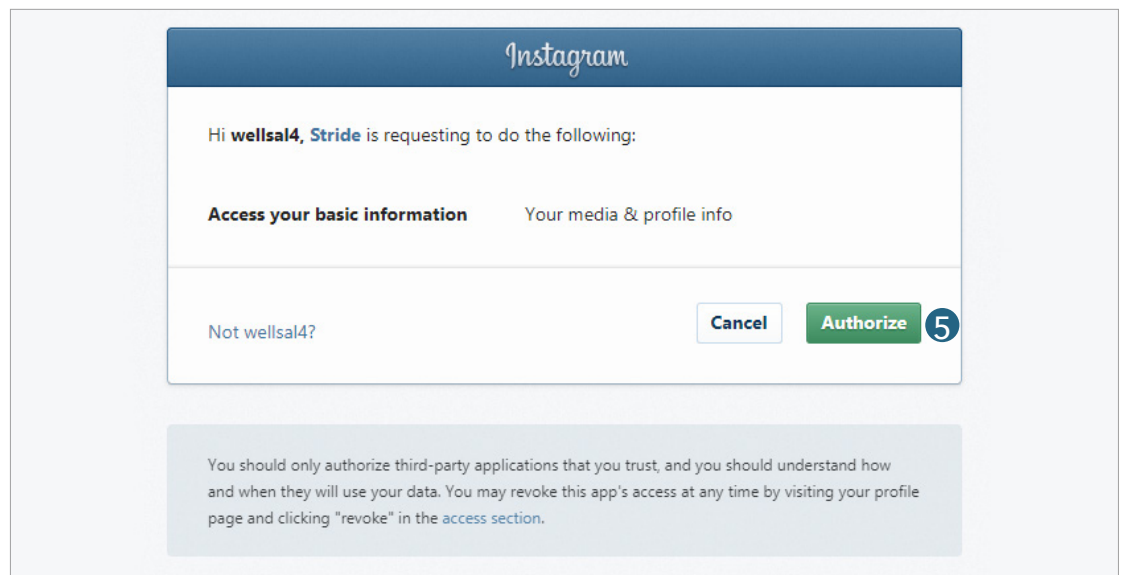 Instagram
Hi wellsal4, Stride is requesting to do the following:
Access your basic information Your media & profile info
Not wellsal4? Cancel Authorize 5
You should only authorize third-party applications that you trust, and you should understand how
and when they will use your data. You may revoke this app's access at any time by visiting your profile
page and clicking "revoke" in the access section.